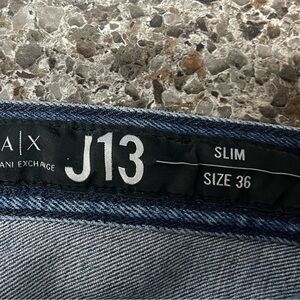 A|X
ANI EXCHANGE
J13
SLIM
SIZE 36